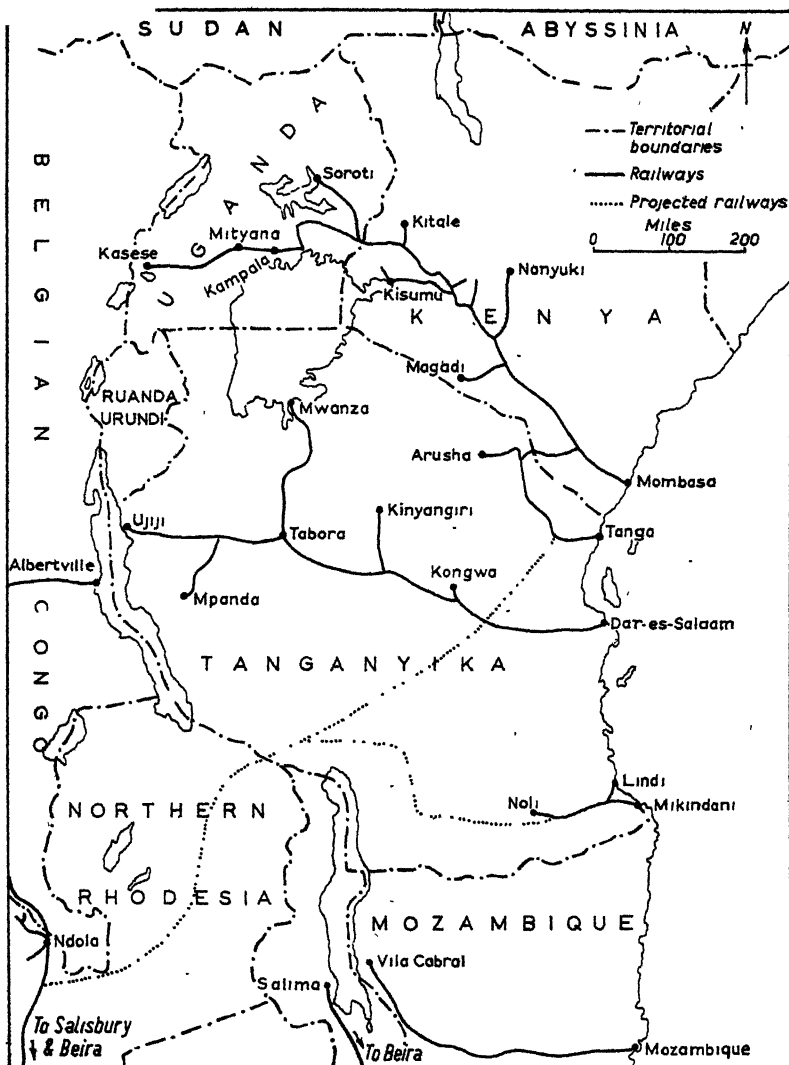 SUDAN
ABYSSINIA
N
Territorial
boundaries
Railways
Projected railways
Miles
0 100 200
BELGIAN CONGO
UGANDA
Soroti
Kitale
Mityana
Kasese
Kampala
Nanyuki
Kisumu
KENYA
Magadi
RUANDA
URUNDI
Mwanza
Arusha
Mombasa
Kinyangiri
Ujiji
Tabora
Tanga
Albertville
Kongwa
Mpanda
Dar-es-Salaam
TANGANYIKA
Lindi
Noli
Mikindani
NORTHERN
RHODESIA
MOZAMBIQUE
Ndola
Vila Cabral
Salima
To Salisbury
& Beira
To Beira
Mozambique